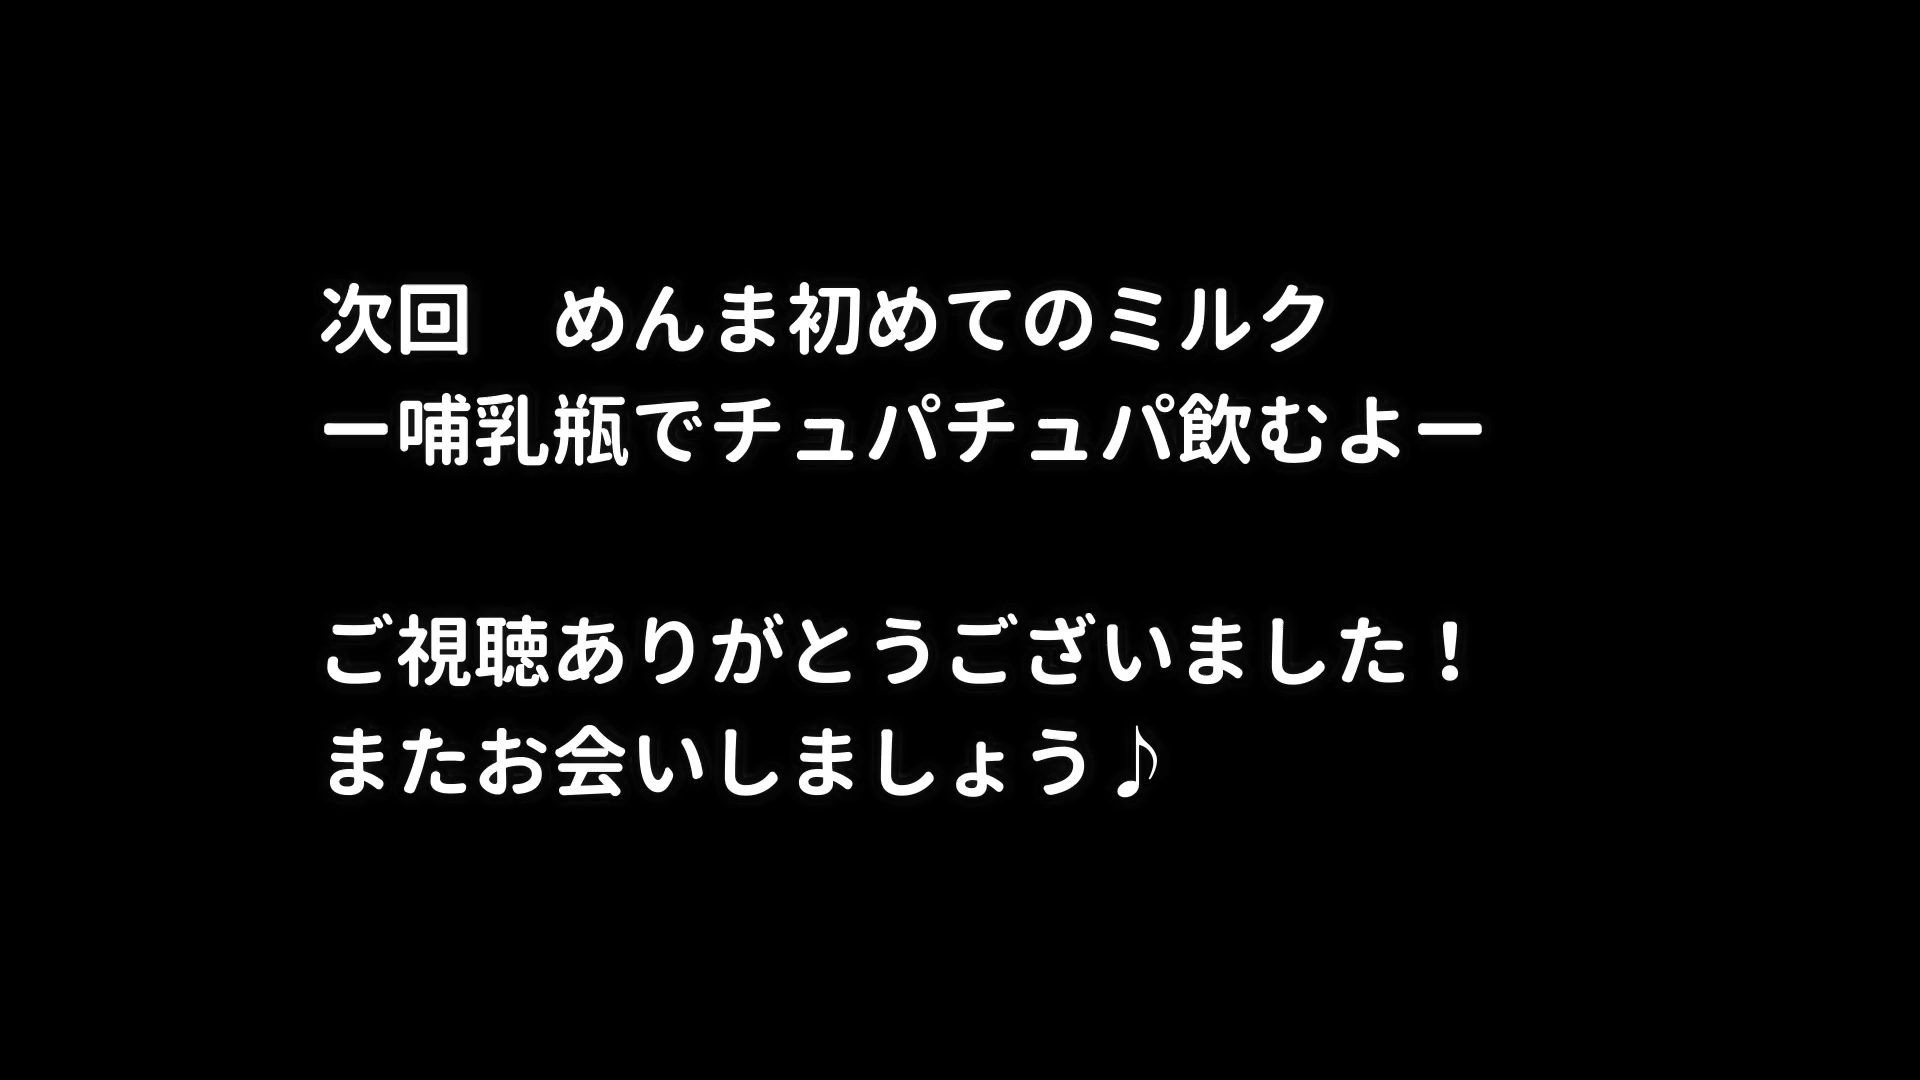 次回　めんま初めてのミルク
ー哺乳瓶でチュパチュパ飲むよー
ご視聴ありがとうございました！
またお会いしましょう♪